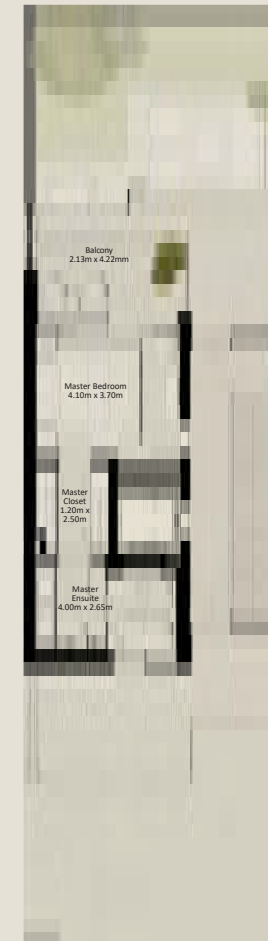 Balcony
2.13m x 4.22mm
Master Bedroom
4.10m x 3.70m
Master
Closet
1.20m x
2.50m
Master
Ensuite
4.00m x 2.65m